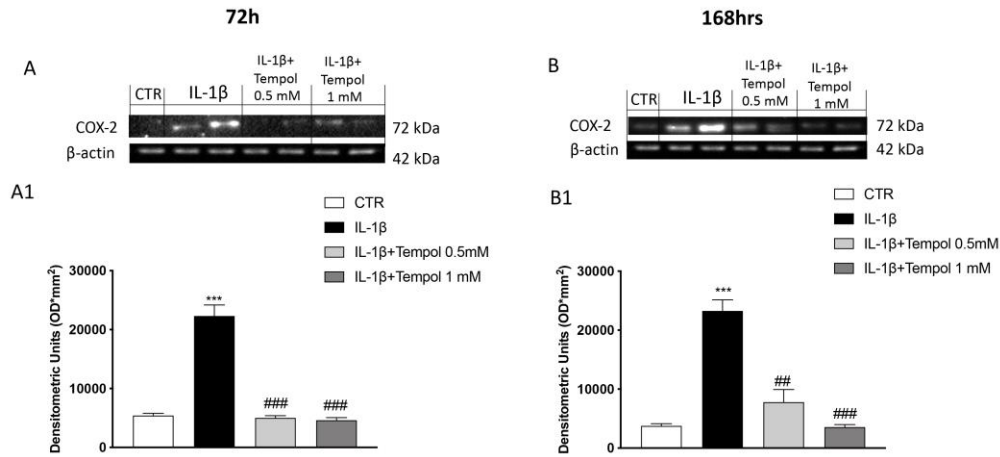 72h
168hrs
A
CTR
IL-1β
IL-1β+
Tempol
0.5 mM
IL-1β+
Tempol
1 mM
COX-2
72 kDa
β-actin
42 kDa
B
CTR
IL-1β
IL-1β+
Tempol
0.5 mM
IL-1β+
Tempol
1 mM
COX-2
72 kDa
β-actin
42 kDa
A1
CTR
IL-1β
IL-1β+Tempol 0.5mM
IL-1β+Tempol 1 mM
Densitometric Units (OD*mm²)
30000
20000
10000
0
***
###
###
B1
CTR
IL-1β
IL-1β+Tempol 0.5mM
IL-1β+Tempol 1 mM
Densitometric Units (OD*mm²)
30000
20000
10000
0
***
##
###